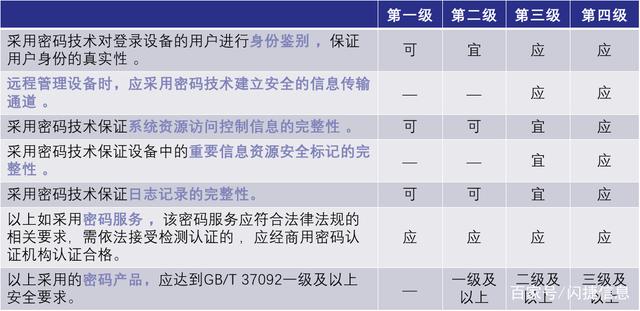 第一级 第二级 第三级 第四级
采用密码技术对登录设备的用户进行身份鉴别，保证 可 宜 应 应
用户身份的真实性。
远程管理设备时，应采用密码技术建立安全的信息传输 — — 应 应
通道。
采用密码技术保证系统资源访问控制信息的完整性。 可 可 宜 应
采用密码技术保证设备中的重要信息资源安全标记的完 — — 宜 应
整性。
采用密码技术保证日志记录的完整性。 可 可 宜 应
以上如采用密码服务，该密码服务应符合法律法规的 应 应 应 应
相关要求，需依法接受检测认证的，应经商用密码认
证机构认证合格。
以上采用的密码产品，应达到GB/T 37092一级及以上 — 一级及 二级及 三级及
安全要求。 以上 以上 以上
百家号/闪捷信息